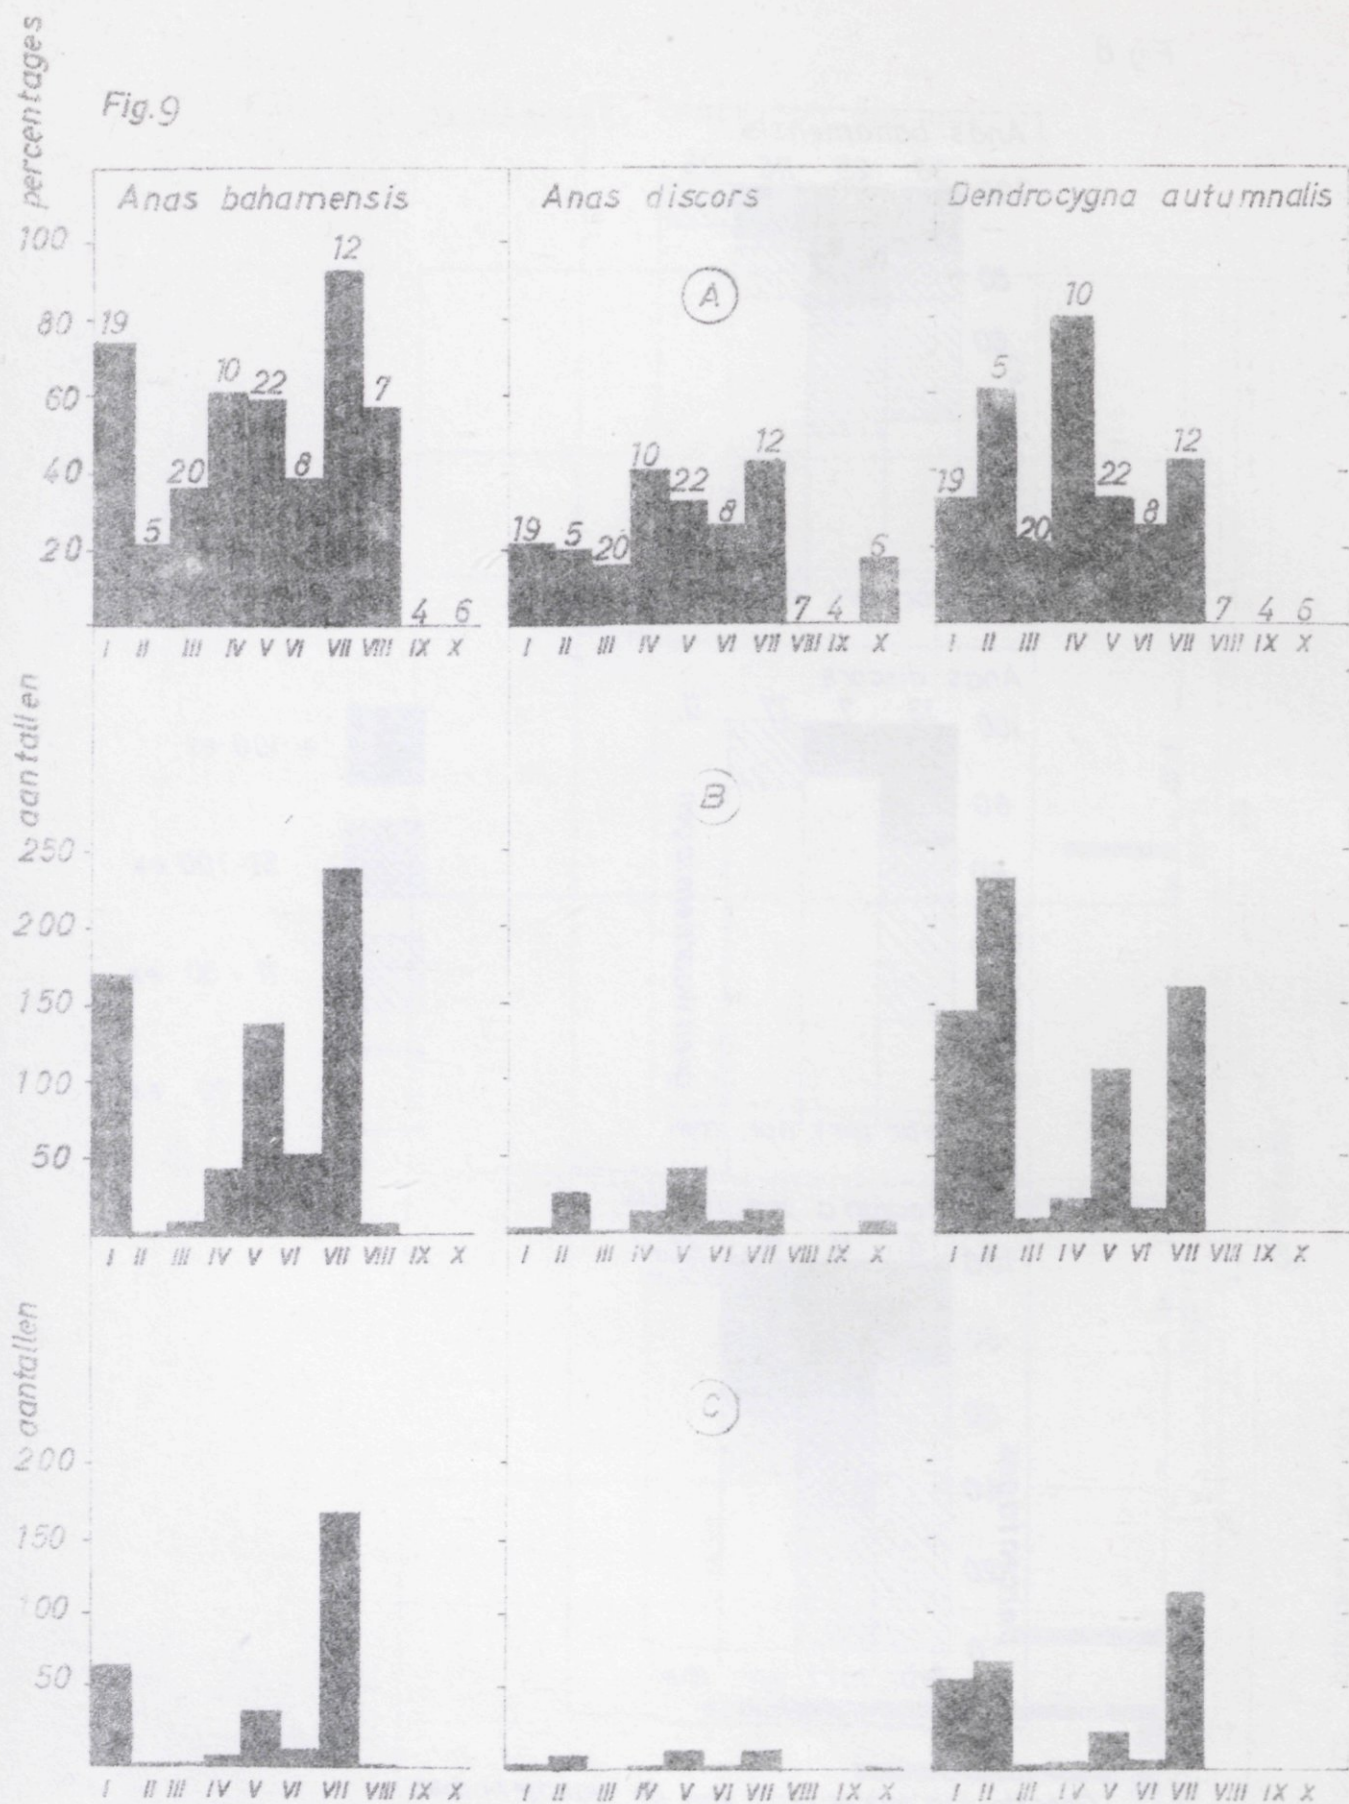 percentages
Fig.9
Anas bahamensis
Anas discors
Dendrocygna autumnalis
100
80
60
40
20
19 5 20 10 22 8 12 7 4 6
A
19 5 20 10 22 8 12 7 4 6
19 5 20 10 22 8 12 7 4 6
I II III IV V VI VII VIII IX X
I II III IV V VI VII VIII IX X
I II III IV V VI VII VIII IX X
aantallen
B
250
200
150
100
50
I II III IV V VI VII VIII IX X
I II III IV V VI VII VIII IX X
I II III IV V VI VII VIII IX X
aantallen
C
200
150
100
50
I II III IV V VI VII VIII IX X
I II III IV V VI VII VIII IX X
I II III IV V VI VII VIII IX X